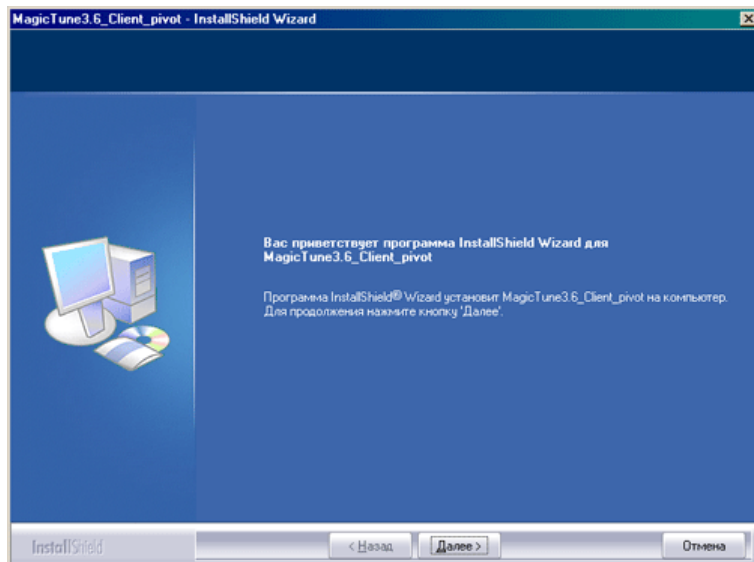 MagicTune3.6_Client_pivot - InstallShield Wizard
Вас приветствует программа InstallShield Wizard для
MagicTune3.6_Client_pivot
Программа InstallShield® Wizard установит MagicTune3.6_Client_pivot на компьютер.
Для продолжения нажмите кнопку 'Далее'.
InstallShield
< Назад
Далее >
Отмена